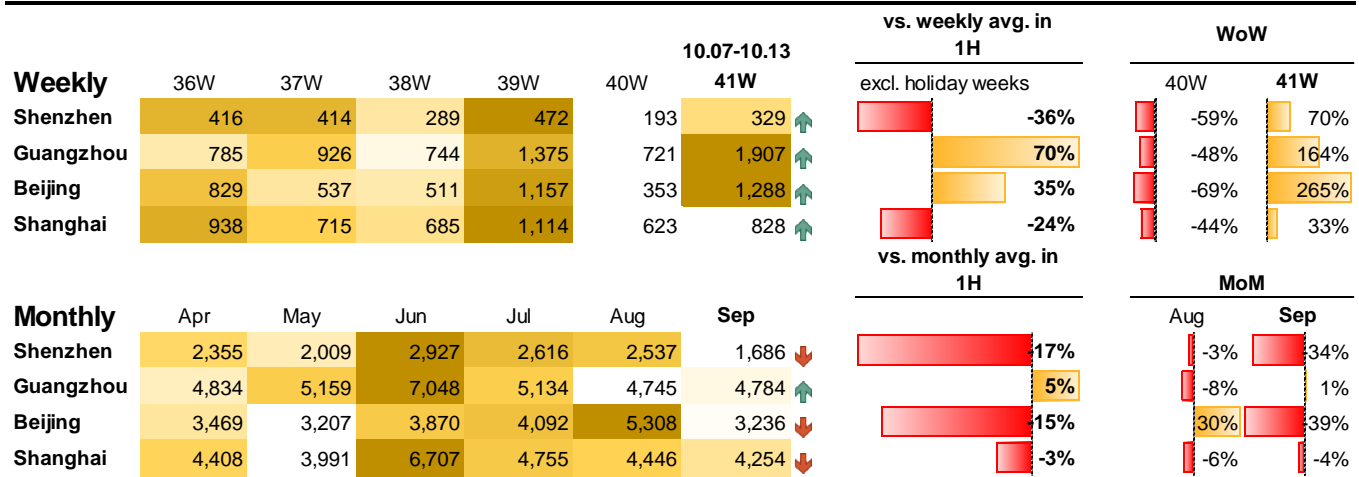 vs. weekly avg. in
1H
WoW
10.07-10.13
Weekly 36W 37W 38W 39W 40W 41W excl. holiday weeks 40W 41W
Shenzhen 416 414 289 472 193 329 -36% -59% 70%
Guangzhou 785 926 744 1,375 721 1,907 70% -48% 164%
Beijing 829 537 511 1,157 353 1,288 35% -69% 265%
Shanghai 938 715 685 1,114 623 828 -24% -44% 33%
vs. monthly avg. in
1H
MoM
Monthly Apr May Jun Jul Aug Sep Aug Sep
Shenzhen 2,355 2,009 2,927 2,616 2,537 1,686 -17% -3% -34%
Guangzhou 4,834 5,159 7,048 5,134 4,745 4,784 5% -8% 1%
Beijing 3,469 3,207 3,870 4,092 5,308 3,236 -15% 30% -39%
Shanghai 4,408 3,991 6,707 4,755 4,446 4,254 -3% -6% -4%